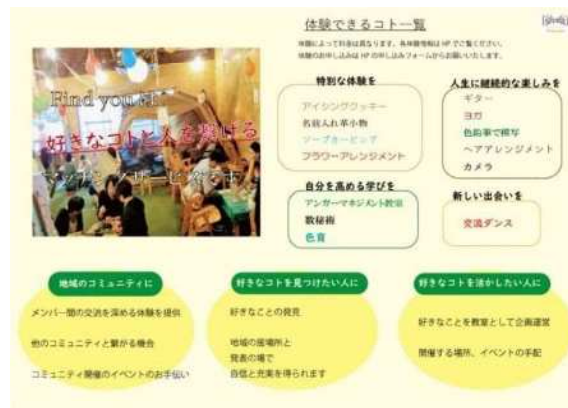 体験できるコト一覧
体験によって料金は異なります。各体験情報は HP でご覧ください。
体験のお申し込みは HP の申し込みフォームからお願いいたします。
Find your
好きなコトと人を繋げる
マッチングサービスです
特別な体験を
アイシングクッキー
名前入れ革小物
ソープカービング
フラワーアレンジメント
人生に継続的な楽しみを
ギター
ヨガ
色鉛筆で模写
ヘアアレンジメント
カメラ
自分を高める学びを
アンガーマネジメント教室
数秘術
色育
新しい出会いを
交流ダンス
地域のコミュニティに
メンバー間の交流を深める体験を提供
他のコミュニティと繋がる機会
コミュニティ開催のイベントのお手伝い
好きなコトを見つけたい人に
好きなことの発見
地域の居場所と
発表の場で
自信と充実を得られます
好きなコトを活かしたい人に
好きなことを教室として企画運営
開催する場所、イベントの手配